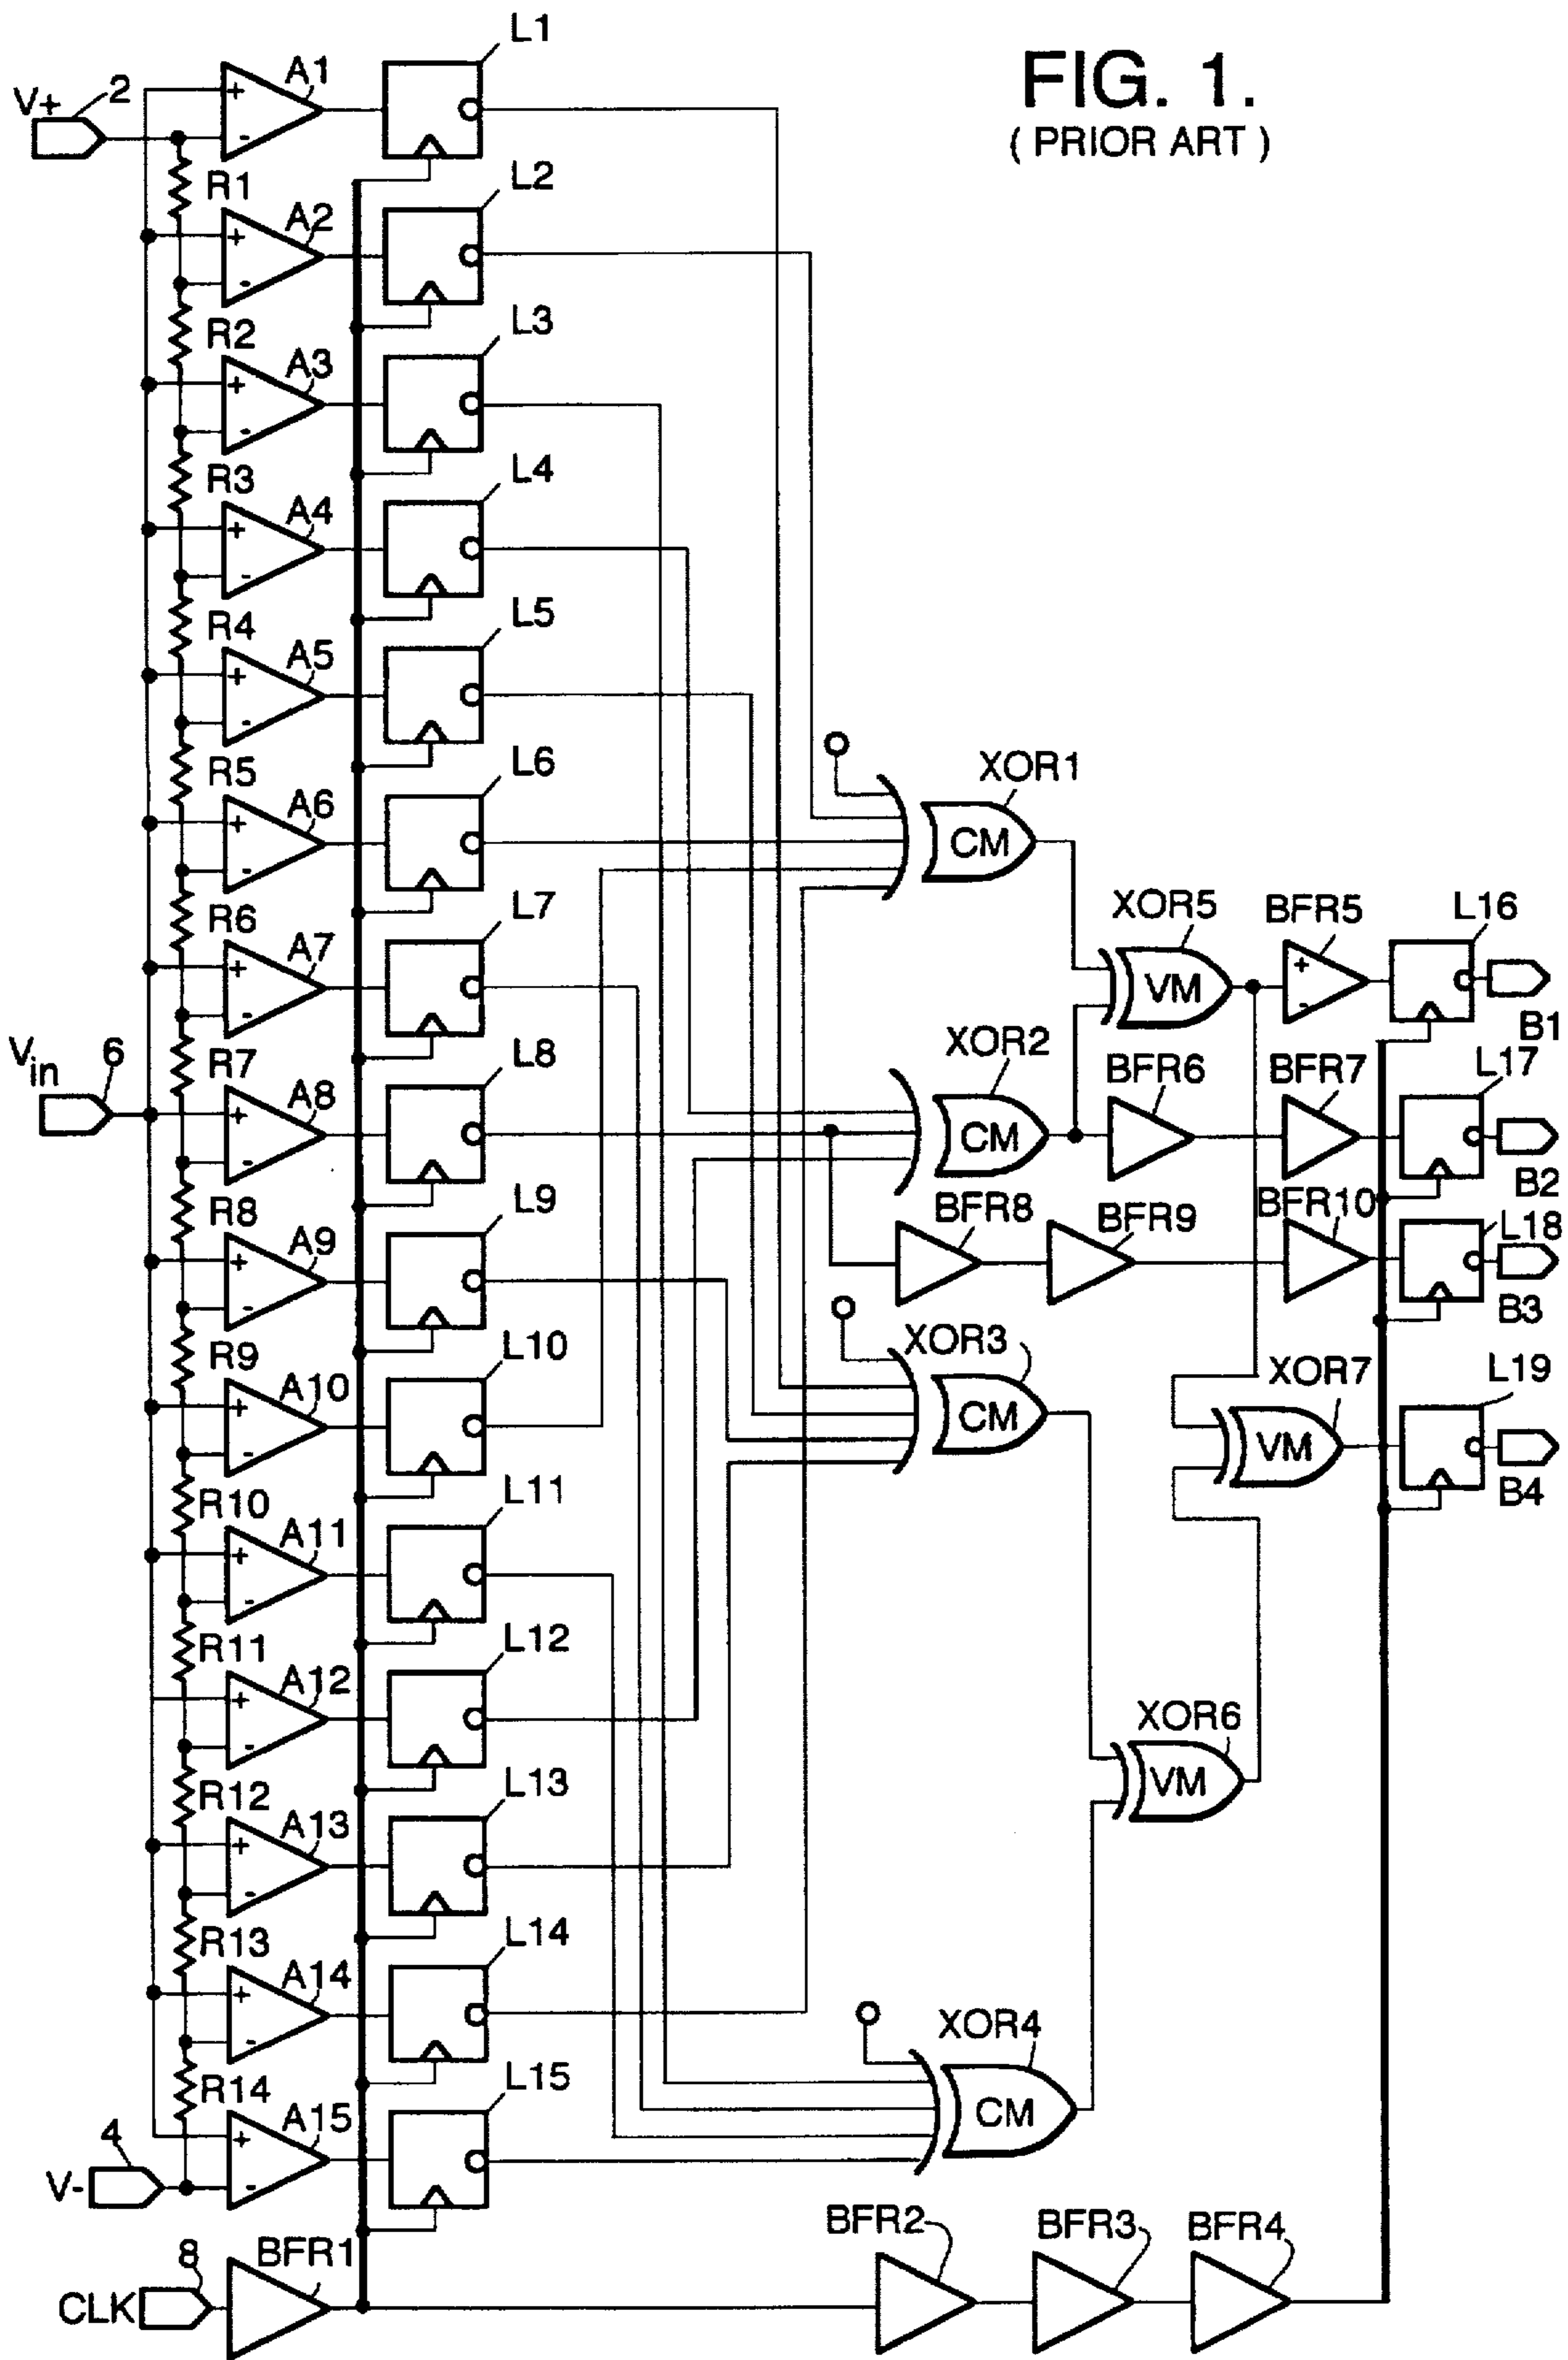 FIG. 1.
( PRIOR ART )
L1
A1
2
V+
+
-
R1
L2
A2
+
-
R2
L3
A3
+
-
R3
L4
A4
+
-
R4
L5
A5
+
-
R5
L6
A6
+
-
XOR1
CM
R6
L7
A7
+
-
XOR5
VM
BFR5
+
-
L16
B1
R7
Vin
6
L8
A8
+
-
XOR2
CM
BFR6
BFR7
L17
B2
R8
L9
A9
+
-
BFR8
BFR9
BFR10
L18
B3
R9
L10
A10
+
-
XOR3
CM
XOR7
VM
L19
B4
R10
L11
A11
+
-
R11
L12
A12
+
-
XOR6
VM
R12
L13
A13
+
-
R13
L14
A14
+
-
XOR4
CM
R14
L15
A15
+
-
4
V-
8
CLK
BFR1
BFR2
BFR3
BFR4